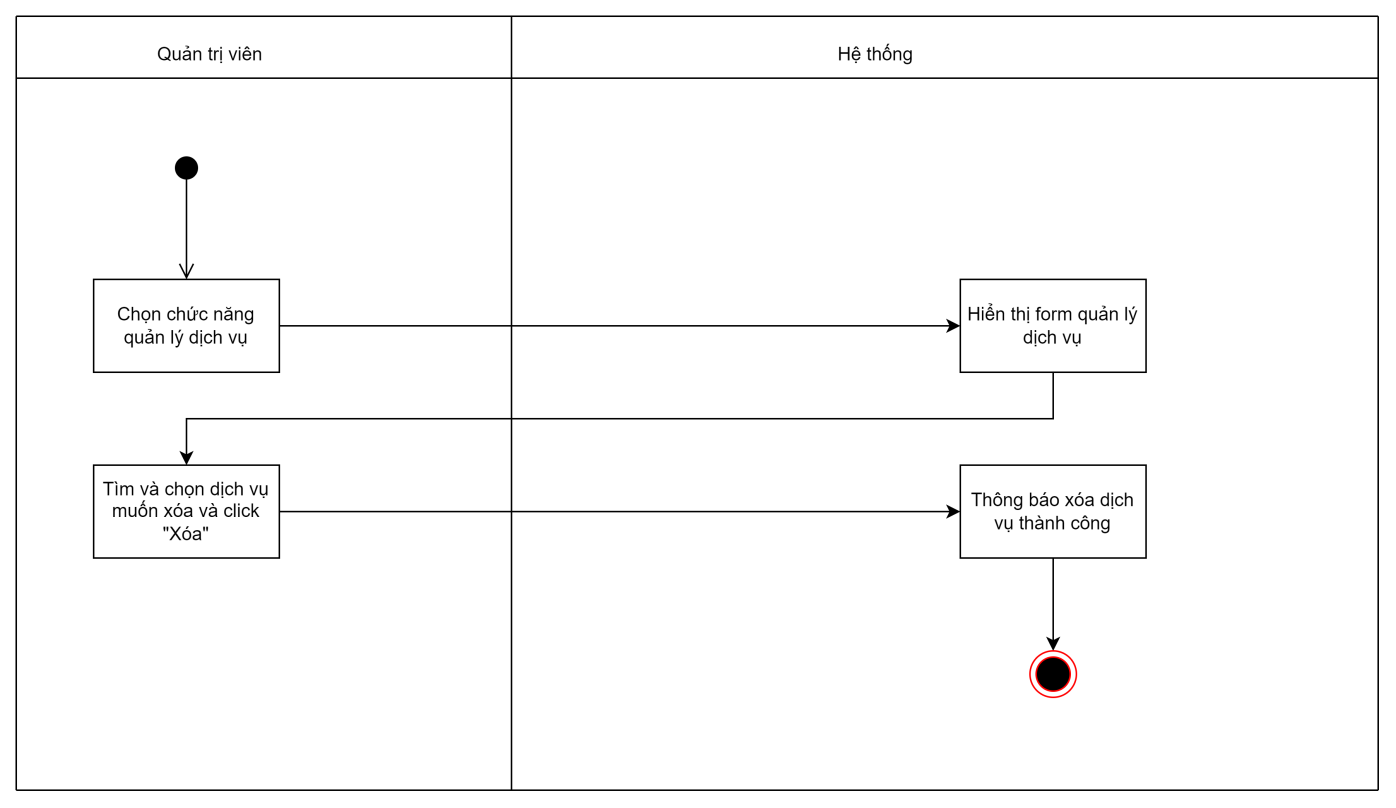 Quản trị viên
Hệ thống
Chọn chức năng
quản lý dịch vụ
Hiển thị form quản lý
dịch vụ
Tìm và chọn dịch vụ
muốn xóa và click
"Xóa"
Thông báo xóa dịch
vụ thành công